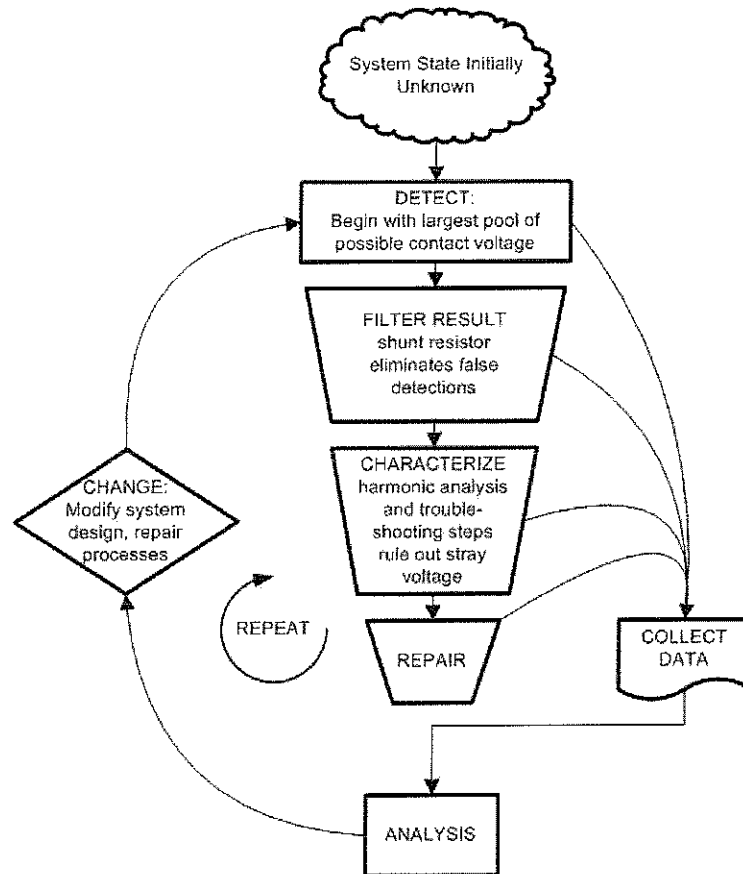 System State Initially
Unknown
DETECT:
Begin with largest pool of
possible contact voltage
FILTER RESULT
shunt resistor
eliminates false
detections
CHARACTERIZE
harmonic analysis
and trouble-
shooting steps
rule out stray
voltage
CHANGE:
Modify system
design, repair
processes
REPEAT
REPAIR
COLLECT
DATA
ANALYSIS